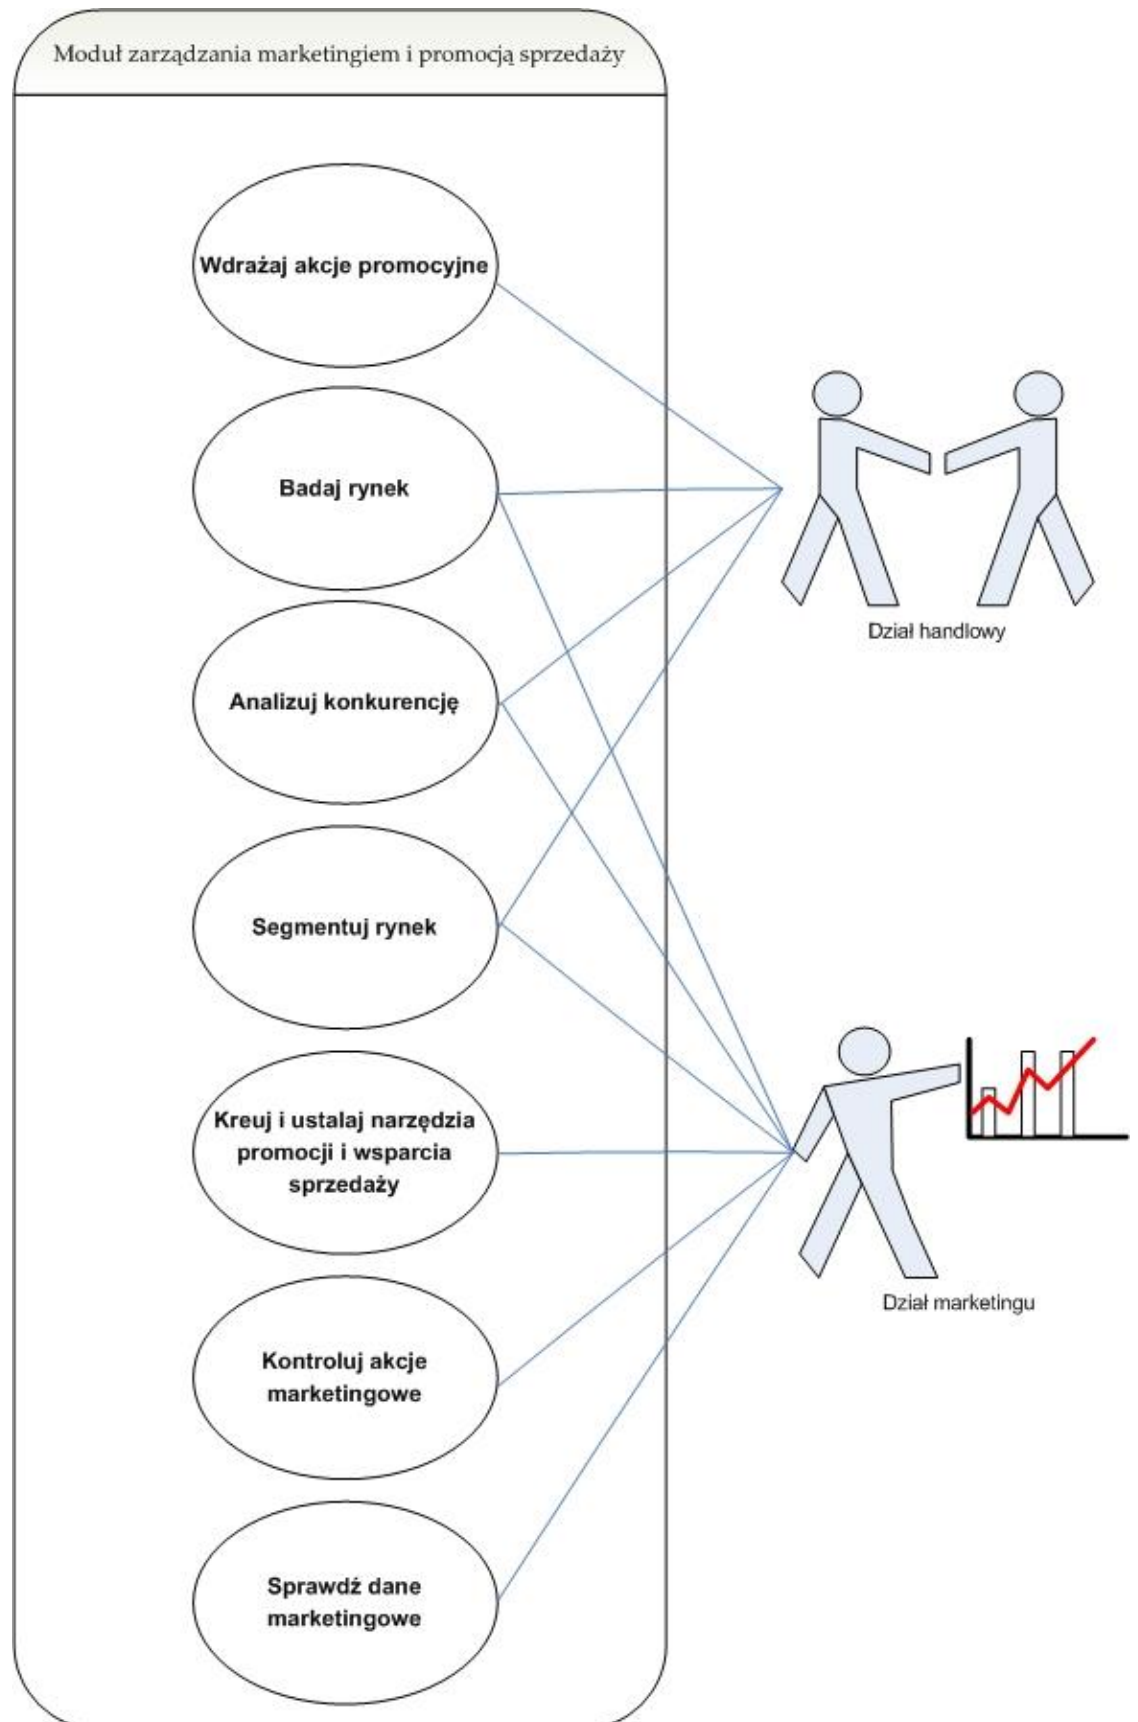 Moduł zarządzania marketingiem i promocją sprzedaży
Wdrażaj akcje promocyjne
Badaj rynek
Dział handlowy
Analizuj konkurencję
Segmentuj rynek
Kreuj i ustalaj narzędzia
promocji i wsparcia
sprzedaży
Dział marketingu
Kontroluj akcje
marketingowe
Sprawdź dane
marketingowe